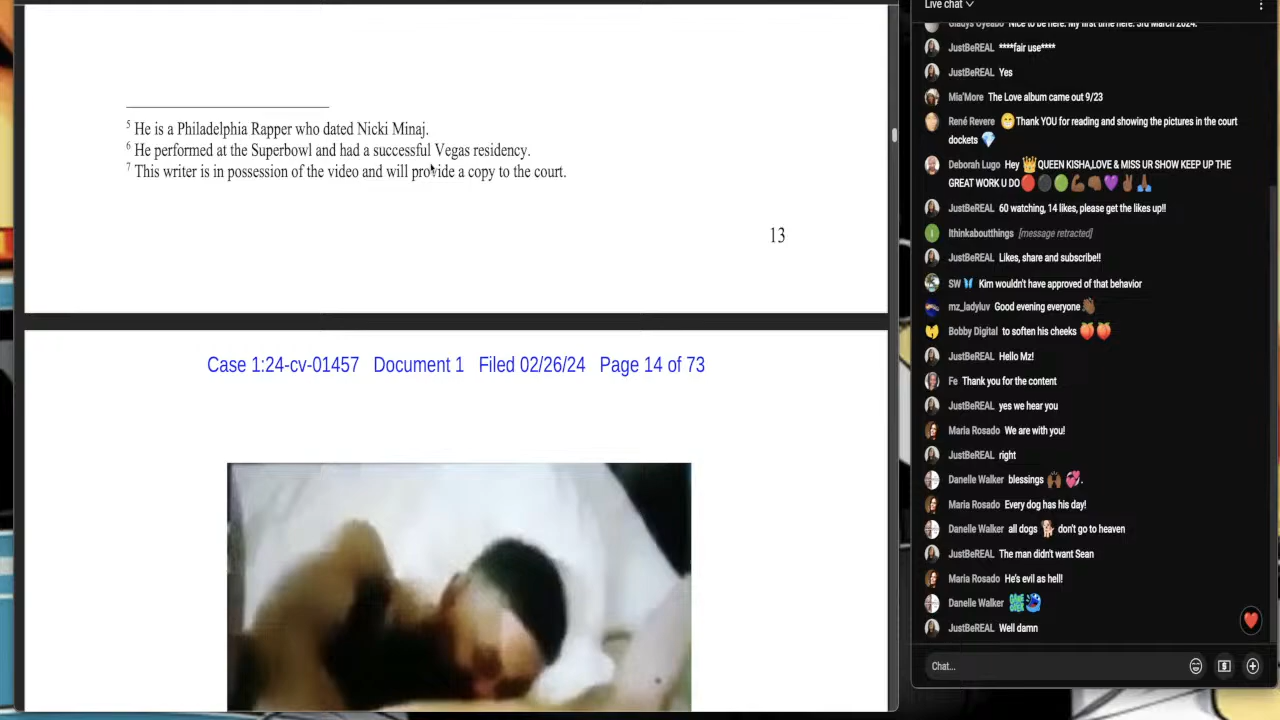 5 He is a Philadelphia Rapper who dated Nicki Minaj.
6 He performed at the Superbowl and had a successful Vegas residency.
7 This writer is in possession of the video and will provide a copy to the court.
13
Case 1:24-cv-01457 Document 1 Filed 02/26/24 Page 14 of 73
Live chat
Gladys Oyeabo Nice to be here. My first time here. 3rd March 2024.
JustBeREAL ****fair use****
JustBeREAL Yes
Mia'More The Love album came out 9/23
René Revere 😁Thank YOU for reading and showing the pictures in the court
dockets 💎
Deborah Lugo Hey 👑QUEEN KISHA,LOVE & MISS UR SHOW KEEP UP THE
GREAT WORK U DO🔴⚫🟢💪🏾👊🏾💜✌🏾🙏🏾
JustBeREAL 60 watching, 14 likes, please get the likes up!!
Ithinkaboutthings [message retracted]
JustBeREAL Likes, share and subscribe!!
SW 🦋 Kim wouldn't have approved of that behavior
mz_ladyluv Good evening everyone👋🏾
Bobby Digital to soften his cheeks 🍑🍑
JustBeREAL Hello Mz!
Fe Thank you for the content
JustBeREAL yes we hear you
Maria Rosado We are with you!
JustBeREAL right
Danelle Walker blessings 🙌🏾 💞.
Maria Rosado Every dog has his day!
Danelle Walker all dogs 🐕 don't go to heaven
JustBeREAL The man didn't want Sean
Maria Rosado He's evil as hell!
Danelle Walker
JustBeREAL Well damn
Chat...